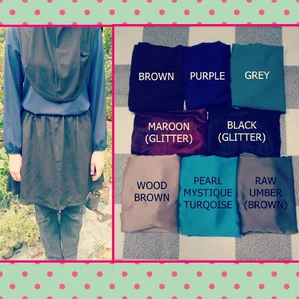 BROWN
PURPLE
GREY
MAROON
(GLITTER)
BLACK
(GLITTER)
WOOD
BROWN
PEARL
MYSTIQUE
TURQOISE
RAW
UMBER
(BROWN)